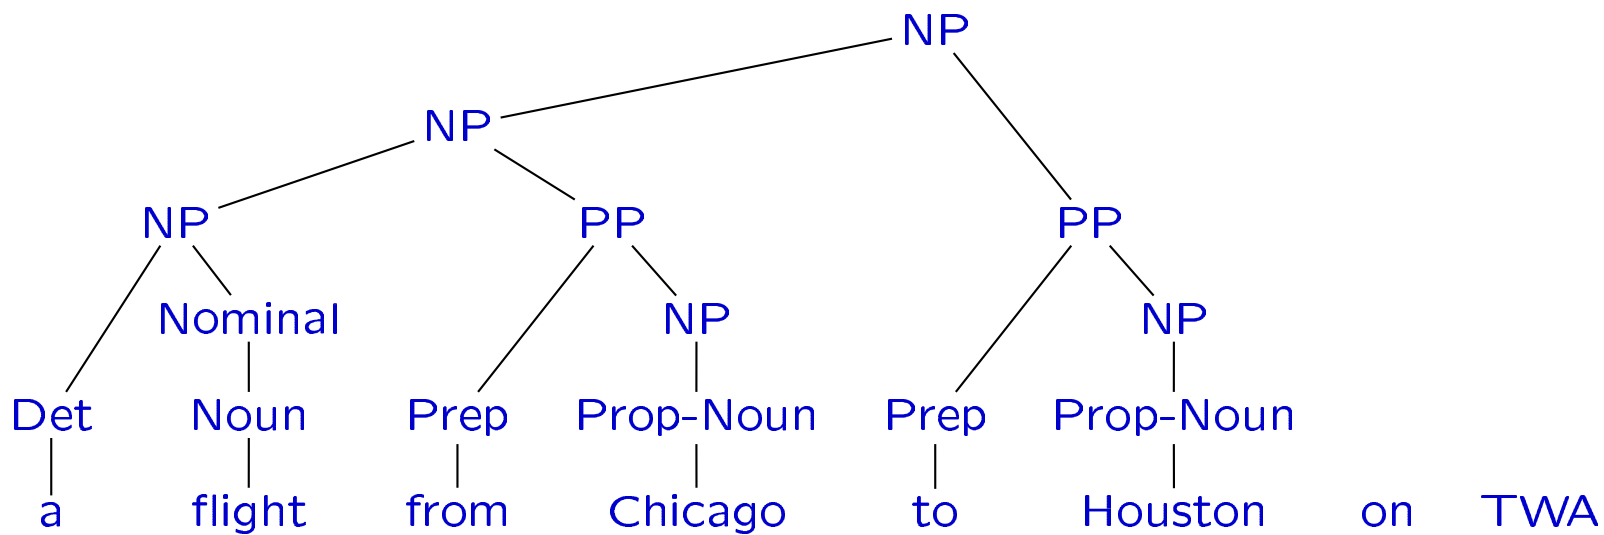 NP
NP
NP PP PP
Nominal NP NP
Det Noun Prep Prop-Noun Prep Prop-Noun
a flight from Chicago to Houston on TWA